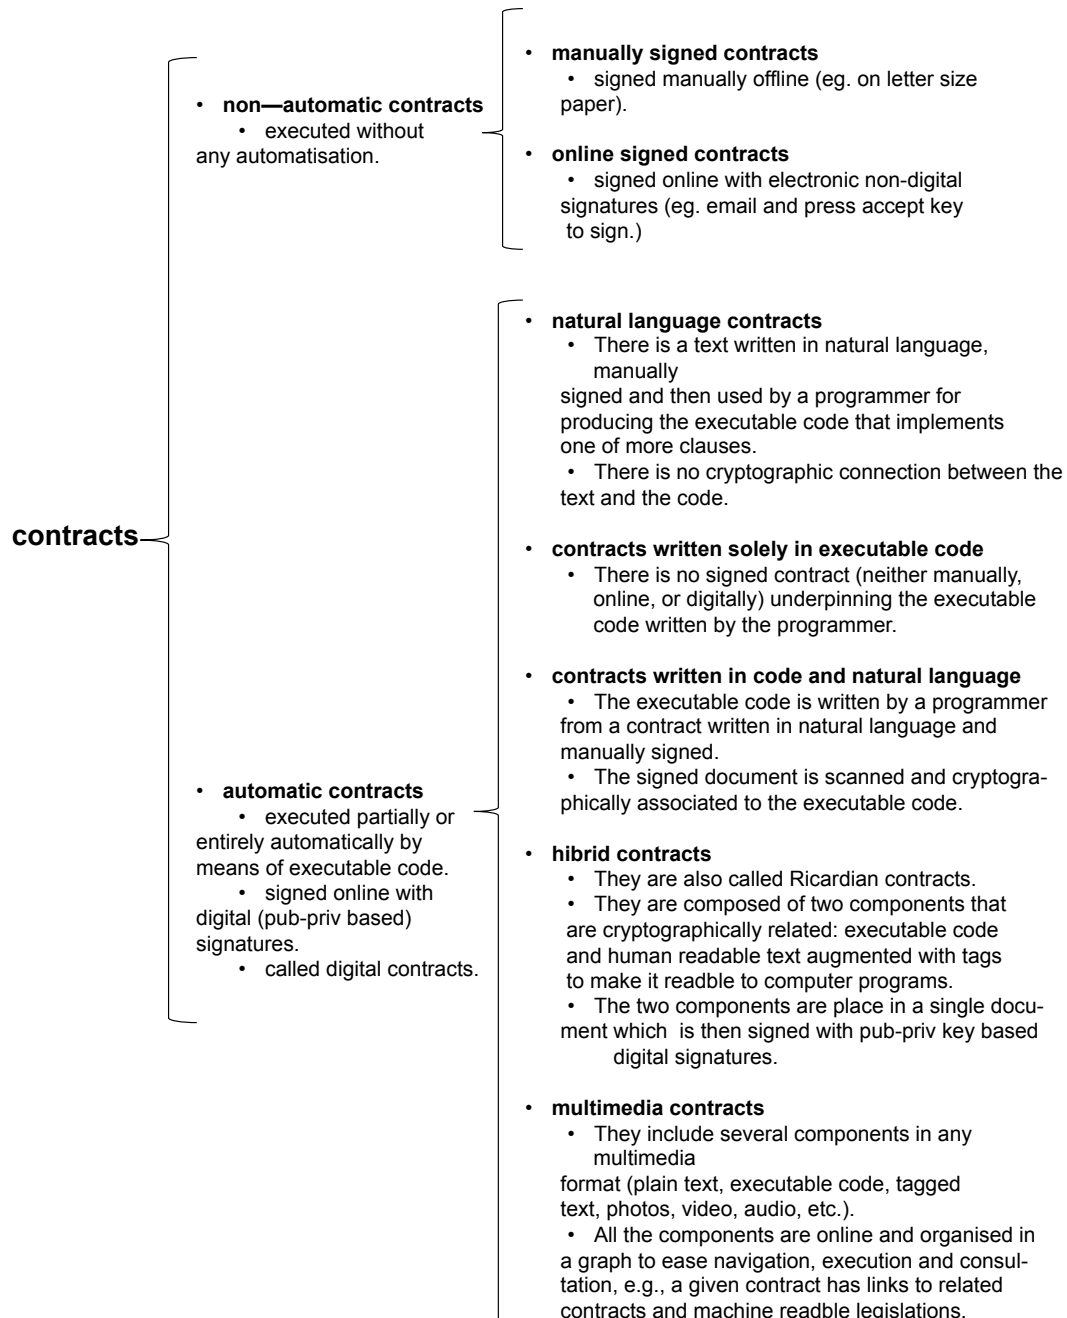 contracts
• non—automatic contracts
• executed without
any automatisation.
• manually signed contracts
• signed manually offline (eg. on letter size
paper).
• online signed contracts
• signed online with electronic non-digital
signatures (eg. email and press accept key
to sign.)
• automatic contracts
• executed partially or
entirely automatically by
means of executable code.
• signed online with
digital (pub-priv based)
signatures.
• called digital contracts.
• natural language contracts
• There is a text written in natural language,
manually
signed and then used by a programmer for
producing the executable code that implements
one of more clauses.
• There is no cryptographic connection between the
text and the code.
• contracts written solely in executable code
• There is no signed contract (neither manually,
online, or digitally) underpinning the executable
code written by the programmer.
• contracts written in code and natural language
• The executable code is written by a programmer
from a contract written in natural language and
manually signed.
• The signed document is scanned and cryptogra-
phically associated to the executable code.
• hibrid contracts
• They are also called Ricardian contracts.
• They are composed of two components that
are cryptographically related: executable code
and human readable text augmented with tags
to make it readble to computer programs.
• The two components are place in a single docu-
ment which is then signed with pub-priv key based
digital signatures.
• multimedia contracts
• They include several components in any
multimedia
format (plain text, executable code, tagged
text, photos, video, audio, etc.).
• All the components are online and organised in
a graph to ease navigation, execution and consul-
tation, e.g., a given contract has links to related
contracts and machine readble legislations.